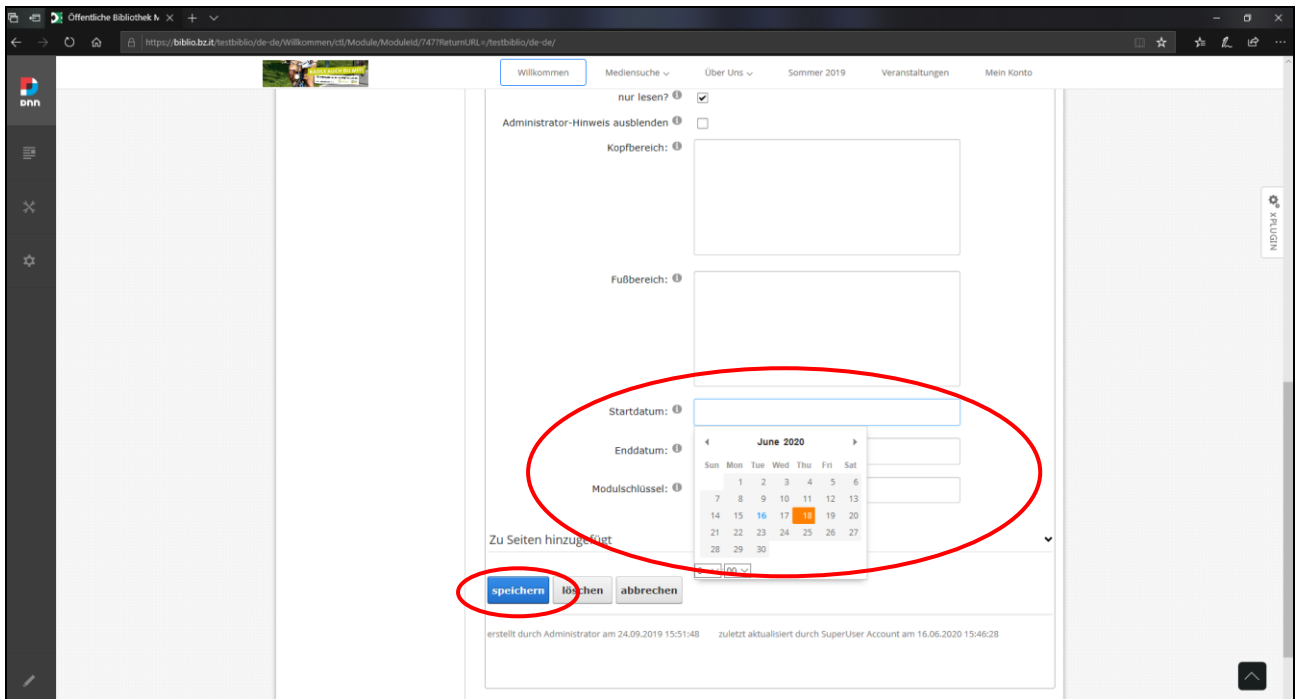 Öffentliche Bibliothek M
https://biblio.bz.it/testbiblio/de-de/Willkommen/ctl/Module/ModuleId/747?ReturnURL=/testbiblio/de-de/
Willkommen Mediensuche Über Uns Sommer 2019 Veranstaltungen Mein Konto
DNN
nur lesen?
Administrator-Hinweis ausblenden
Kopfbereich:
X PLUGIN
Fußbereich:
Startdatum:
Enddatum:
Modulschlüssel:
June 2020
Sun Mon Tue Wed Thu Fri Sat
1 2 3 4 5 6
7 8 9 10 11 12 13
14 15 16 17 18 19 20
21 22 23 24 25 26 27
28 29 30
00
Zu Seiten hinzugefügt
speichern löschen abbrechen
erstellt durch Administrator am 24.09.2019 15:51:48 zuletzt aktualisiert durch SuperUser Account am 16.06.2020 15:46:28